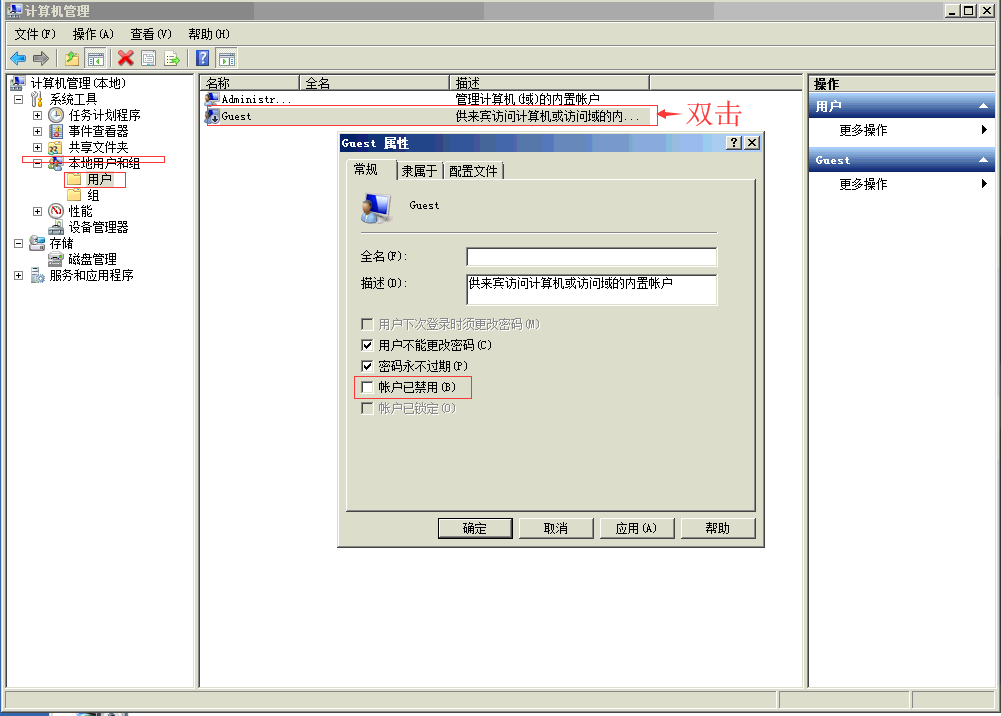 计算机管理
文件(F) 操作(A) 查看(V) 帮助(H)
计算机管理(本地)
系统工具
任务计划程序
事件查看器
共享文件夹
本地用户和组
用户
组
性能
设备管理器
存储
磁盘管理
服务和应用程序
名称 全名 描述
Administr... 管理计算机(域)的内置帐户
Guest 供来宾访问计算机或访问域的内...
双击
Guest 属性
常规 隶属于 配置文件
Guest
全名(F):
描述(D): 供来宾访问计算机或访问域的内置帐户
用户下次登录时须更改密码(M)
用户不能更改密码(C)
密码永不过期(P)
帐户已禁用(B)
帐户已锁定(O)
确定 取消 应用(A) 帮助
操作
用户
更多操作
Guest
更多操作